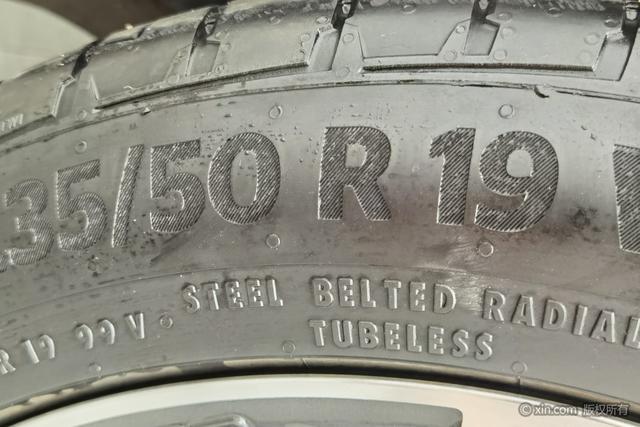 35/50 R 19
STEEL BELTED RADIAL
R 19 99 V
TUBELESS
© xin.com 版权所有